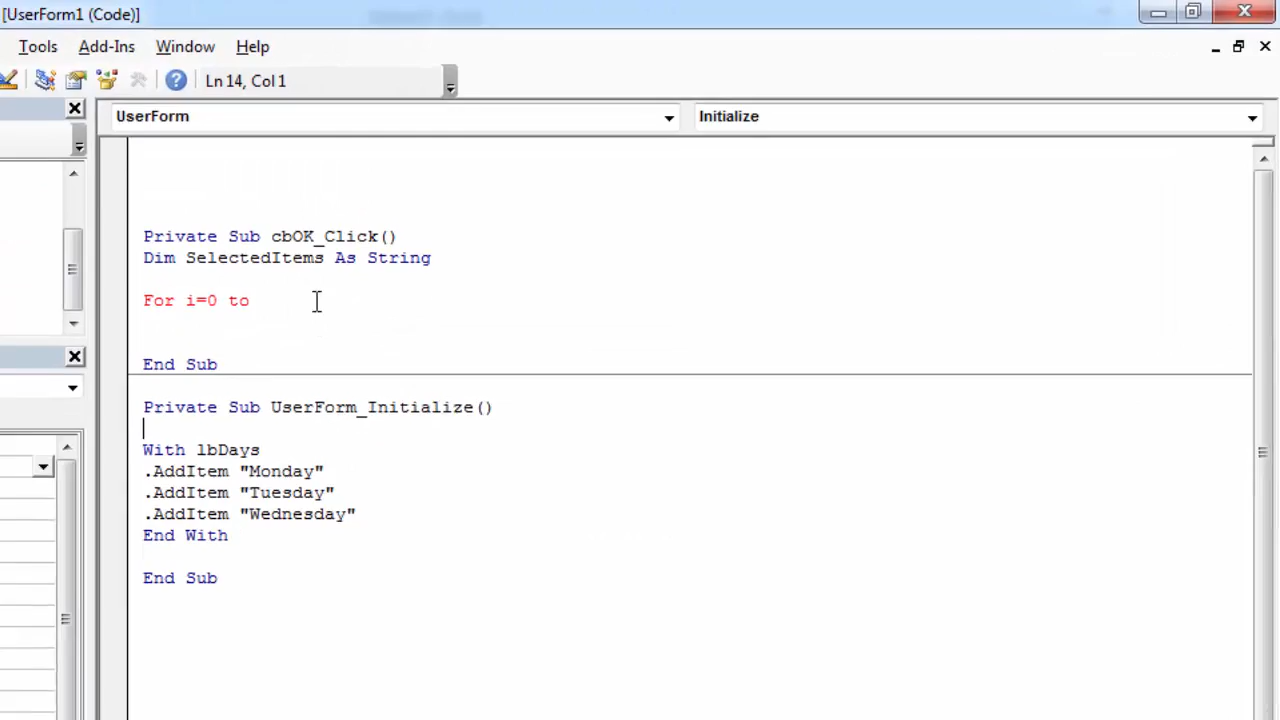 [UserForm1 (Code)]
Tools Add-Ins Window Help
Ln 14, Col 1
UserForm Initialize
Private Sub cbOK_Click()
Dim SelectedItems As String
For i=0 to
End Sub
Private Sub UserForm_Initialize()
With lbDays
.AddItem "Monday"
.AddItem "Tuesday"
.AddItem "Wednesday"
End With
End Sub